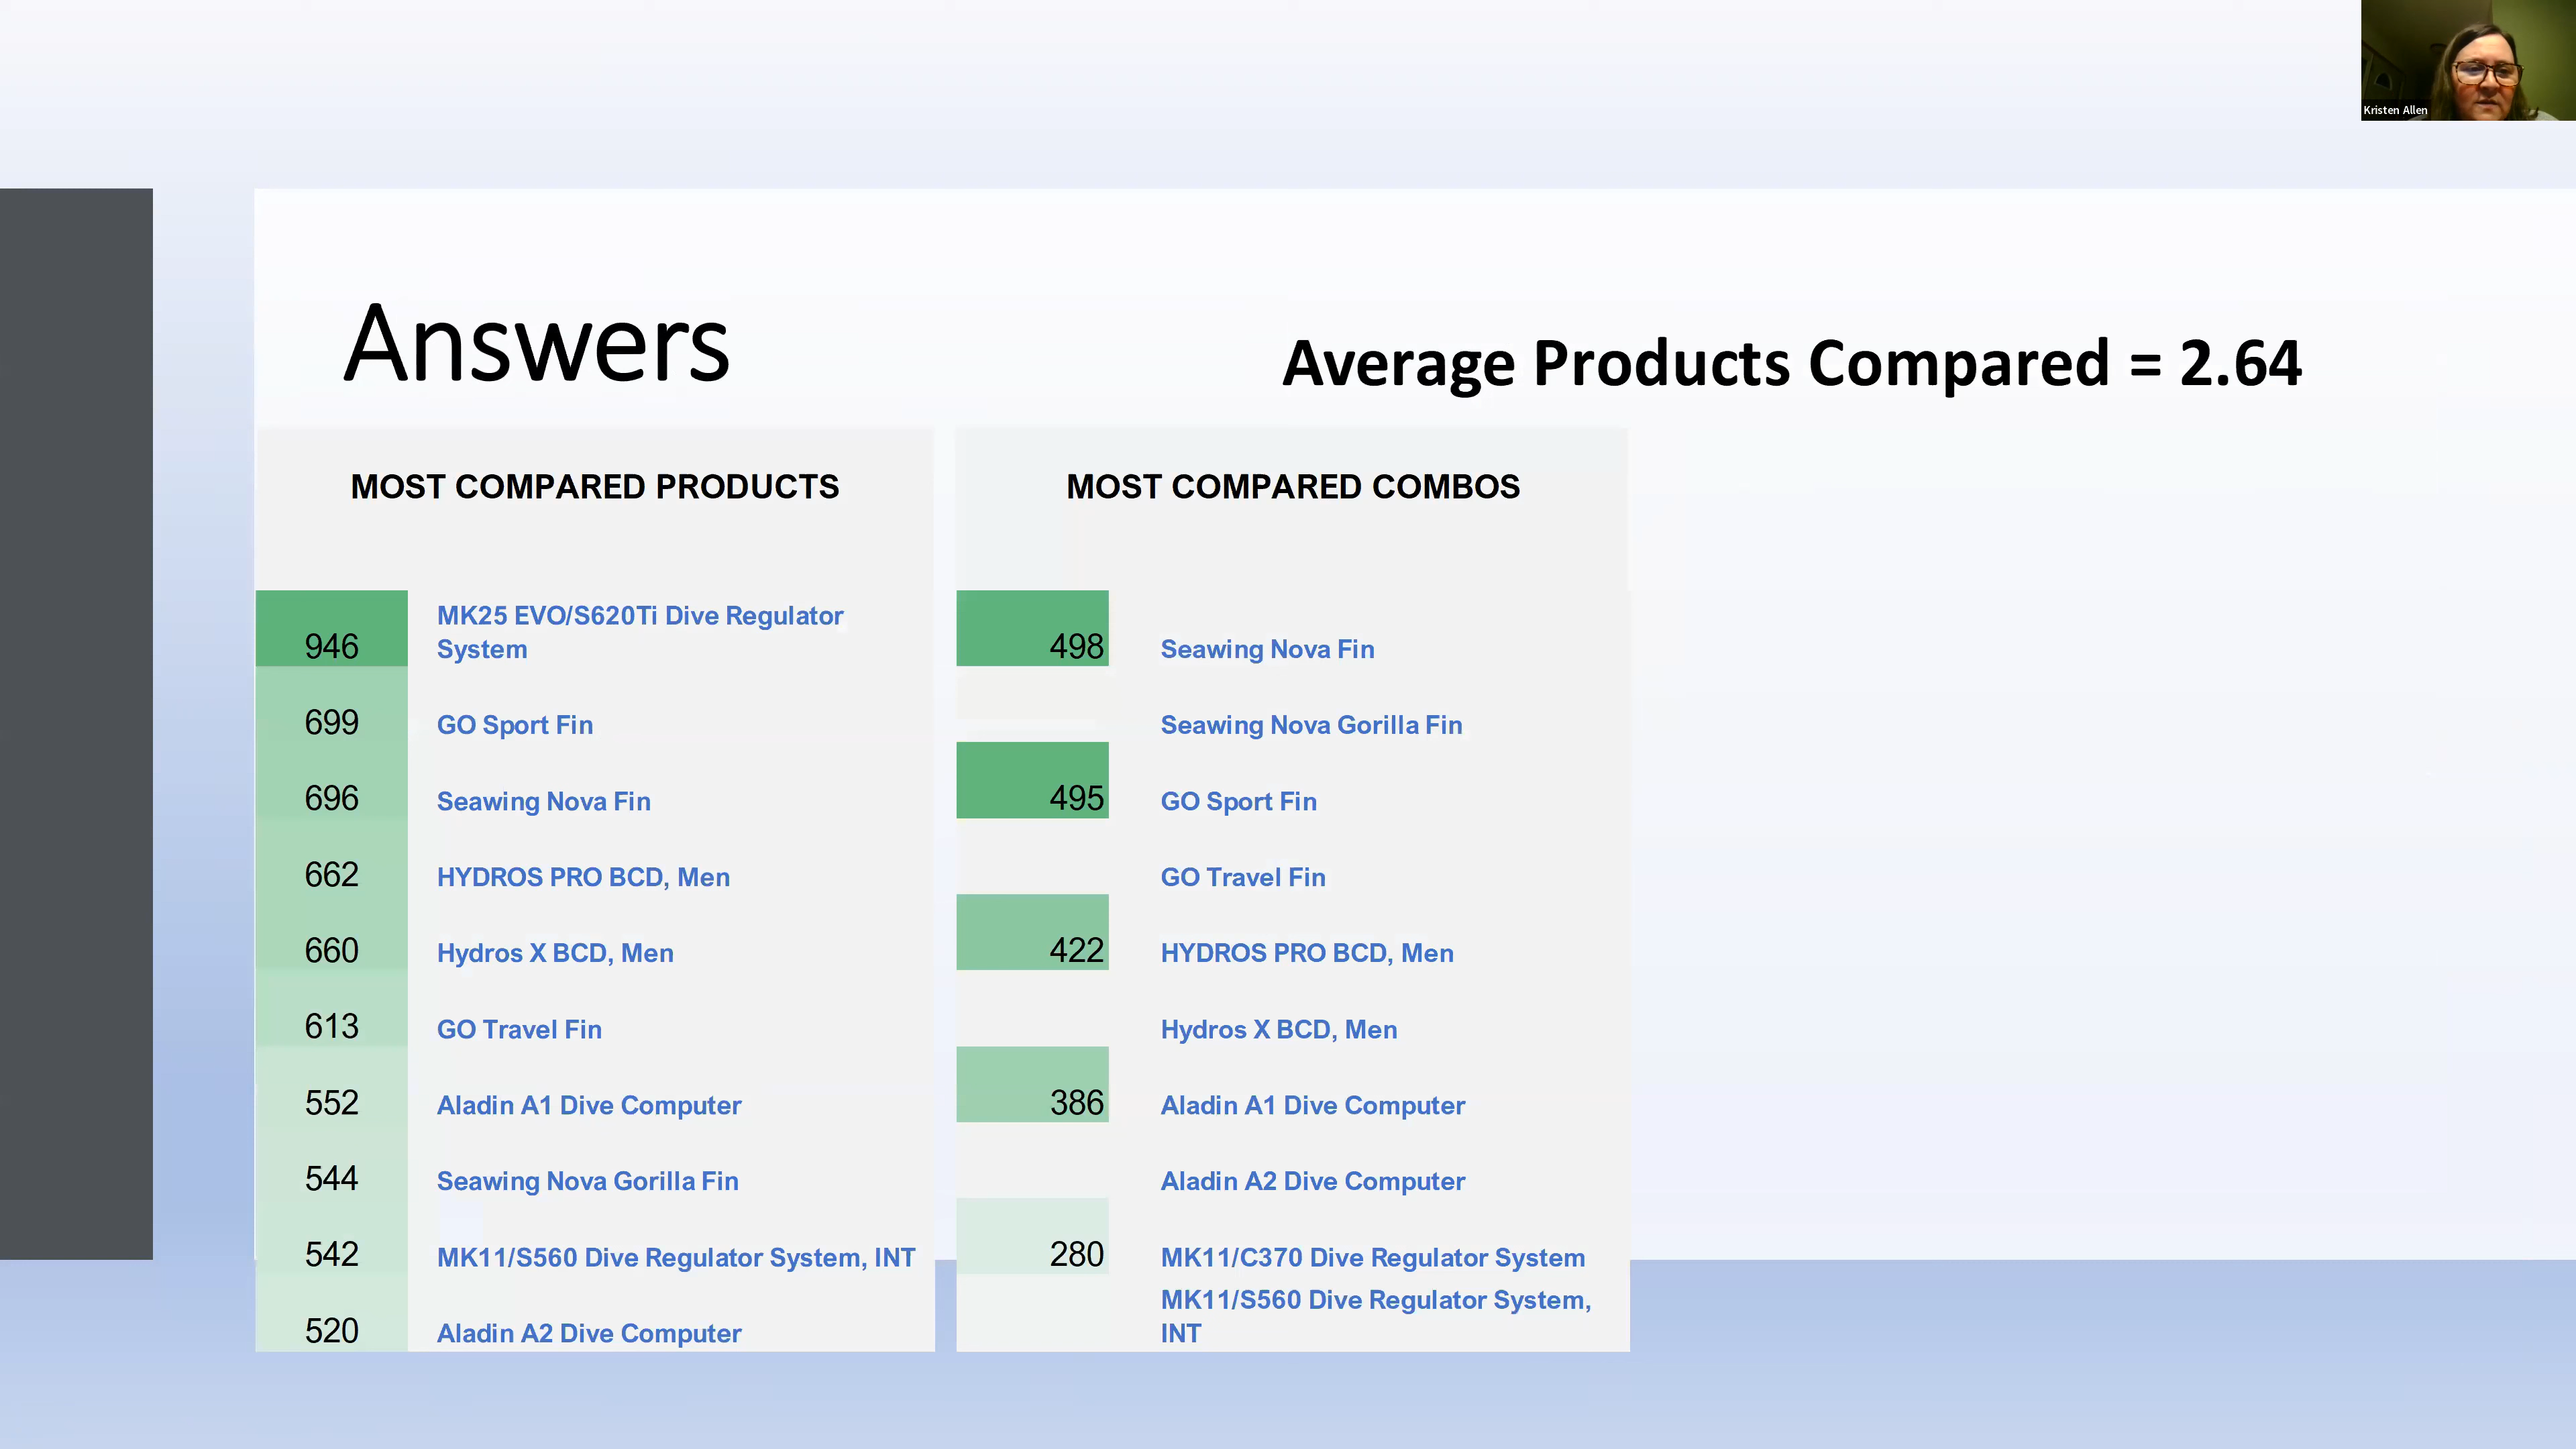 Kristen Allen
Answers
Average Products Compared = 2.64
MOST COMPARED PRODUCTS
946 MK25 EVO/S620Ti Dive Regulator
System
699 GO Sport Fin
696 Seawing Nova Fin
662 HYDROS PRO BCD, Men
660 Hydros X BCD, Men
613 GO Travel Fin
552 Aladin A1 Dive Computer
544 Seawing Nova Gorilla Fin
542 MK11/S560 Dive Regulator System, INT
520 Aladin A2 Dive Computer
MOST COMPARED COMBOS
498 Seawing Nova Fin
Seawing Nova Gorilla Fin
495 GO Sport Fin
GO Travel Fin
422 HYDROS PRO BCD, Men
Hydros X BCD, Men
386 Aladin A1 Dive Computer
Aladin A2 Dive Computer
280 MK11/C370 Dive Regulator System
MK11/S560 Dive Regulator System,
INT